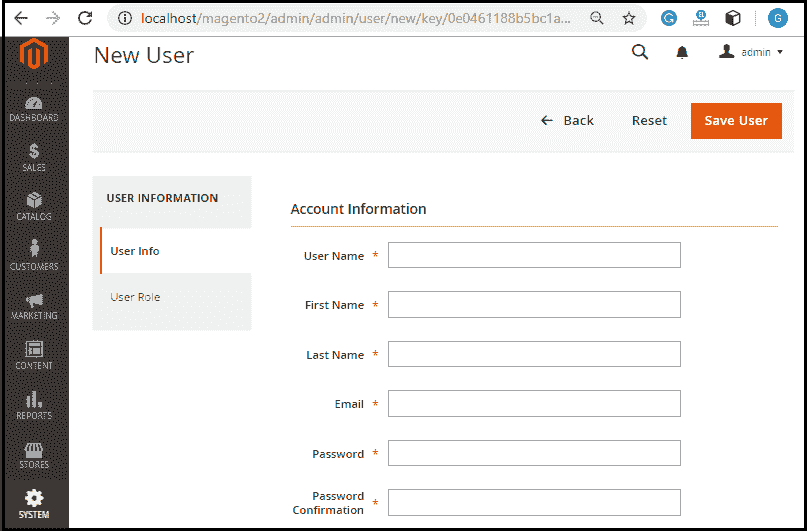 localhost/magento2/admin/admin/user/new/key/0e0461188b5bc1a...
G
New User
admin
Back
Reset
Save User
DASHBOARD
SALES
CATALOG
CUSTOMERS
MARKETING
CONTENT
REPORTS
STORES
SYSTEM
USER INFORMATION
User Info
User Role
Account Information
User Name *
First Name *
Last Name *
Email *
Password *
Password
Confirmation *